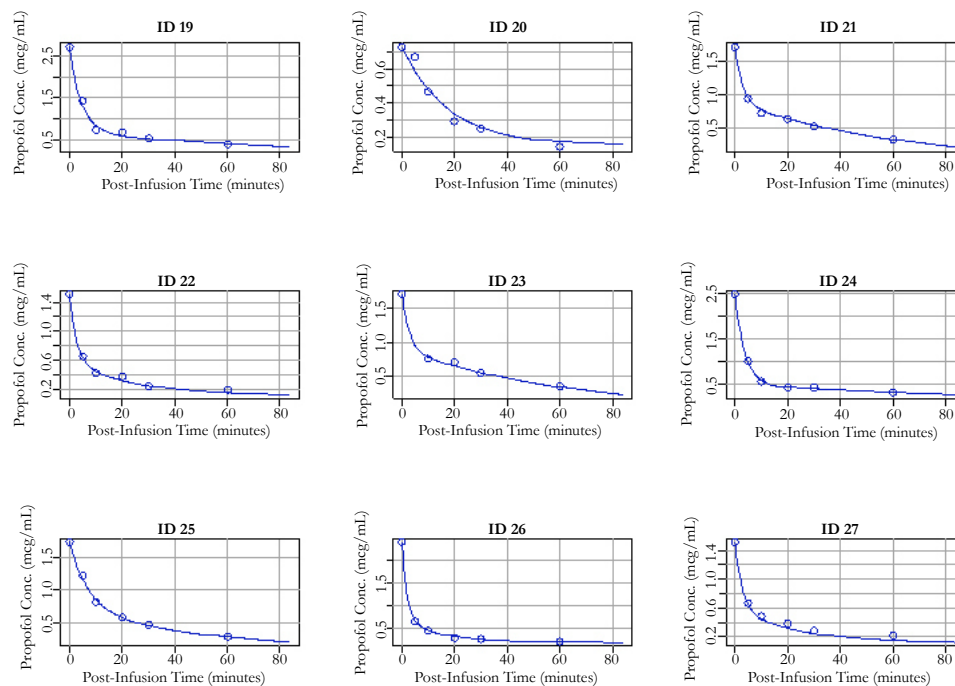 ID 19
Propofol Conc. (mcg/mL)
2.5
1.5
0.5
0 20 40 60 80
Post-Infusion Time (minutes)
ID 20
Propofol Conc. (mcg/mL)
0.6
0.4
0.2
0 20 40 60 80
Post-Infusion Time (minutes)
ID 21
Propofol Conc. (mcg/mL)
1.5
1.0
0.5
0 20 40 60 80
Post-Infusion Time (minutes)
ID 22
Propofol Conc. (mcg/mL)
1.4
1.0
0.6
0.2
0 20 40 60 80
Post-Infusion Time (minutes)
ID 23
Propofol Conc. (mcg/mL)
1.5
1.0
0.5
0 20 40 60 80
Post-Infusion Time (minutes)
ID 24
Propofol Conc. (mcg/mL)
2.5
1.5
0.5
0 20 40 60 80
Post-Infusion Time (minutes)
ID 25
Propofol Conc. (mcg/mL)
1.5
1.0
0.5
0 20 40 60 80
Post-Infusion Time (minutes)
ID 26
Propofol Conc. (mcg/mL)
1.5
0.5
0 20 40 60 80
Post-Infusion Time (minutes)
ID 27
Propofol Conc. (mcg/mL)
1.4
1.0
0.6
0.2
0 20 40 60 80
Post-Infusion Time (minutes)